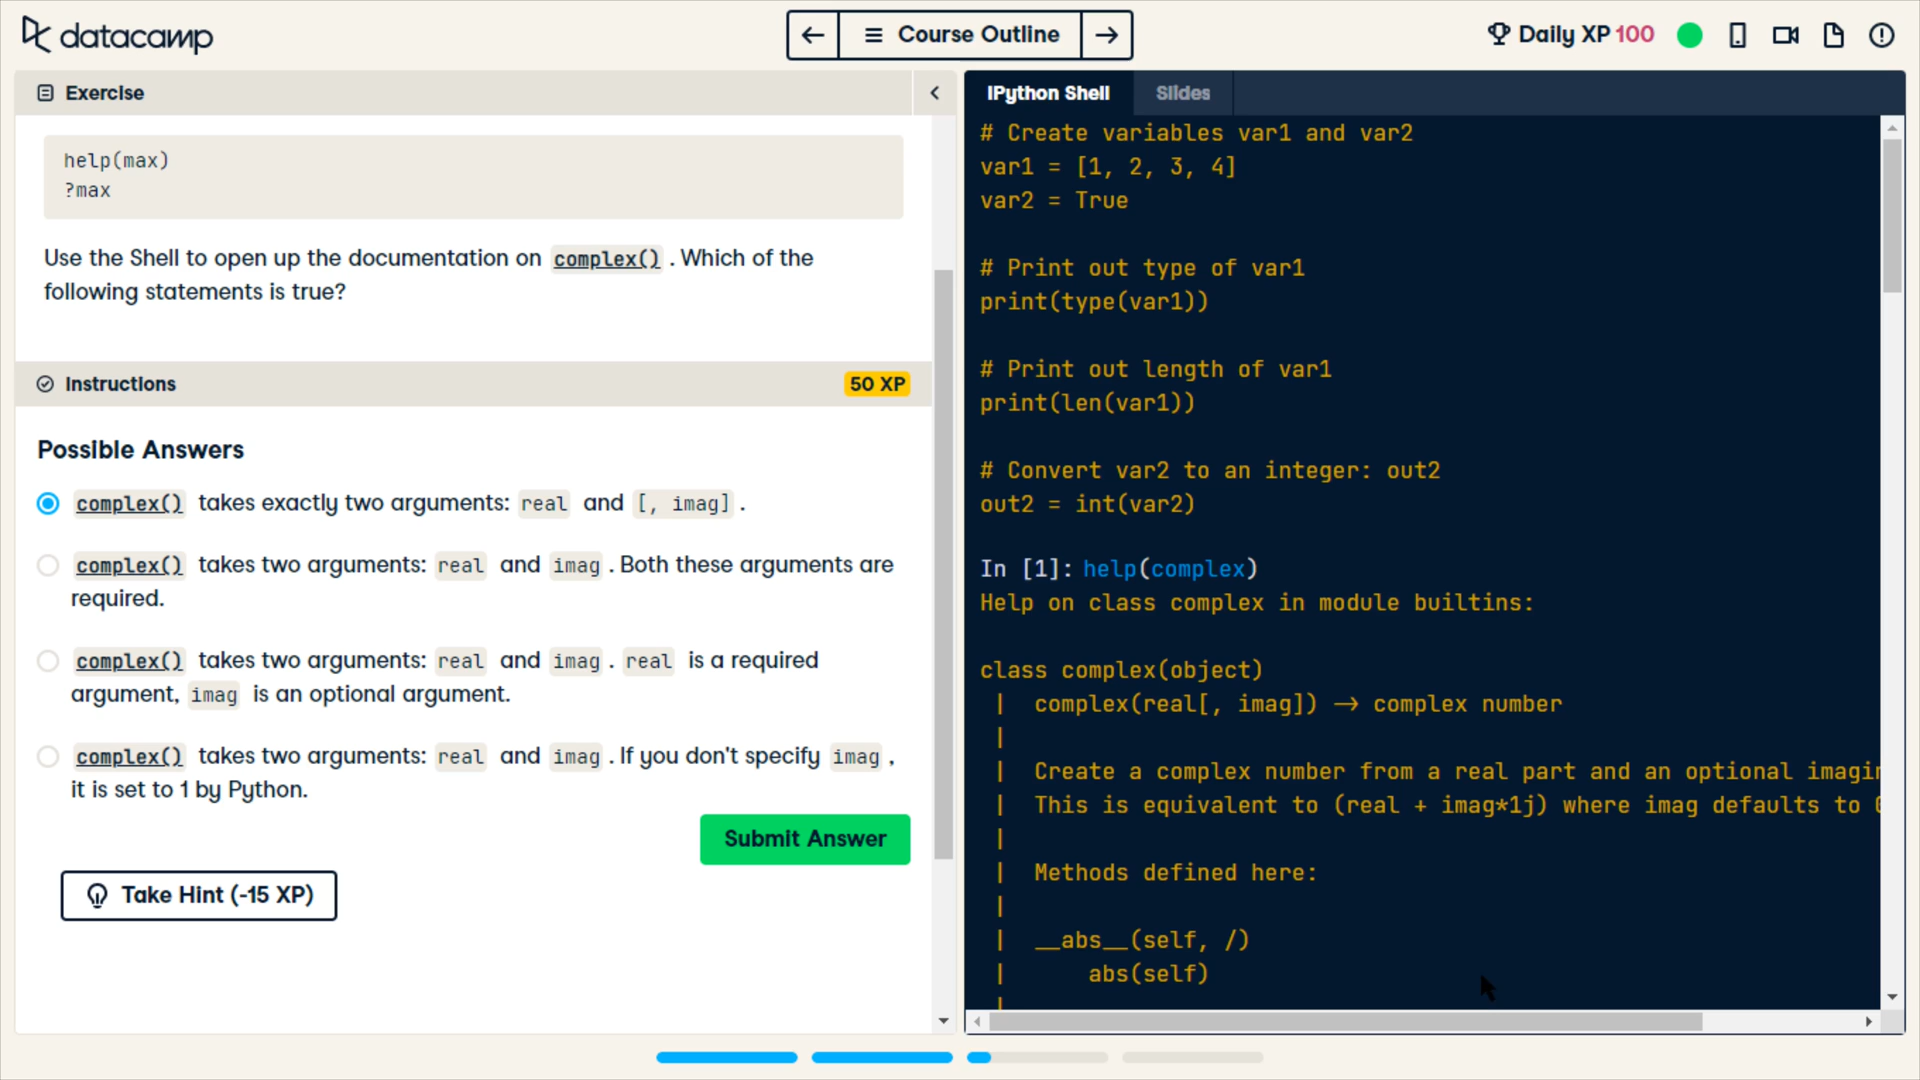 datacamp
Course Outline
Daily XP 100
Exercise
help(max)
?max
Use the Shell to open up the documentation on complex() . Which of the
following statements is true?
Instructions
50 XP
Possible Answers
complex() takes exactly two arguments: real and [, imag] .
complex() takes two arguments: real and imag . Both these arguments are
required.
complex() takes two arguments: real and imag . real is a required
argument, imag is an optional argument.
complex() takes two arguments: real and imag . If you don't specify imag ,
it is set to 1 by Python.
Submit Answer
Take Hint (-15 XP)
IPython Shell
Slides
# Create variables var1 and var2
var1 = [1, 2, 3, 4]
var2 = True
# Print out type of var1
print(type(var1))
# Print out length of var1
print(len(var1))
# Convert var2 to an integer: out2
out2 = int(var2)
In [1]: help(complex)
Help on class complex in module builtins:
class complex(object)
| complex(real[, imag]) -> complex number
|
| Create a complex number from a real part and an optional
| This is equivalent to (real + imag*1j) where imag defaults to
|
| Methods defined here:
|
| __abs__(self, /)
| abs(self)
|